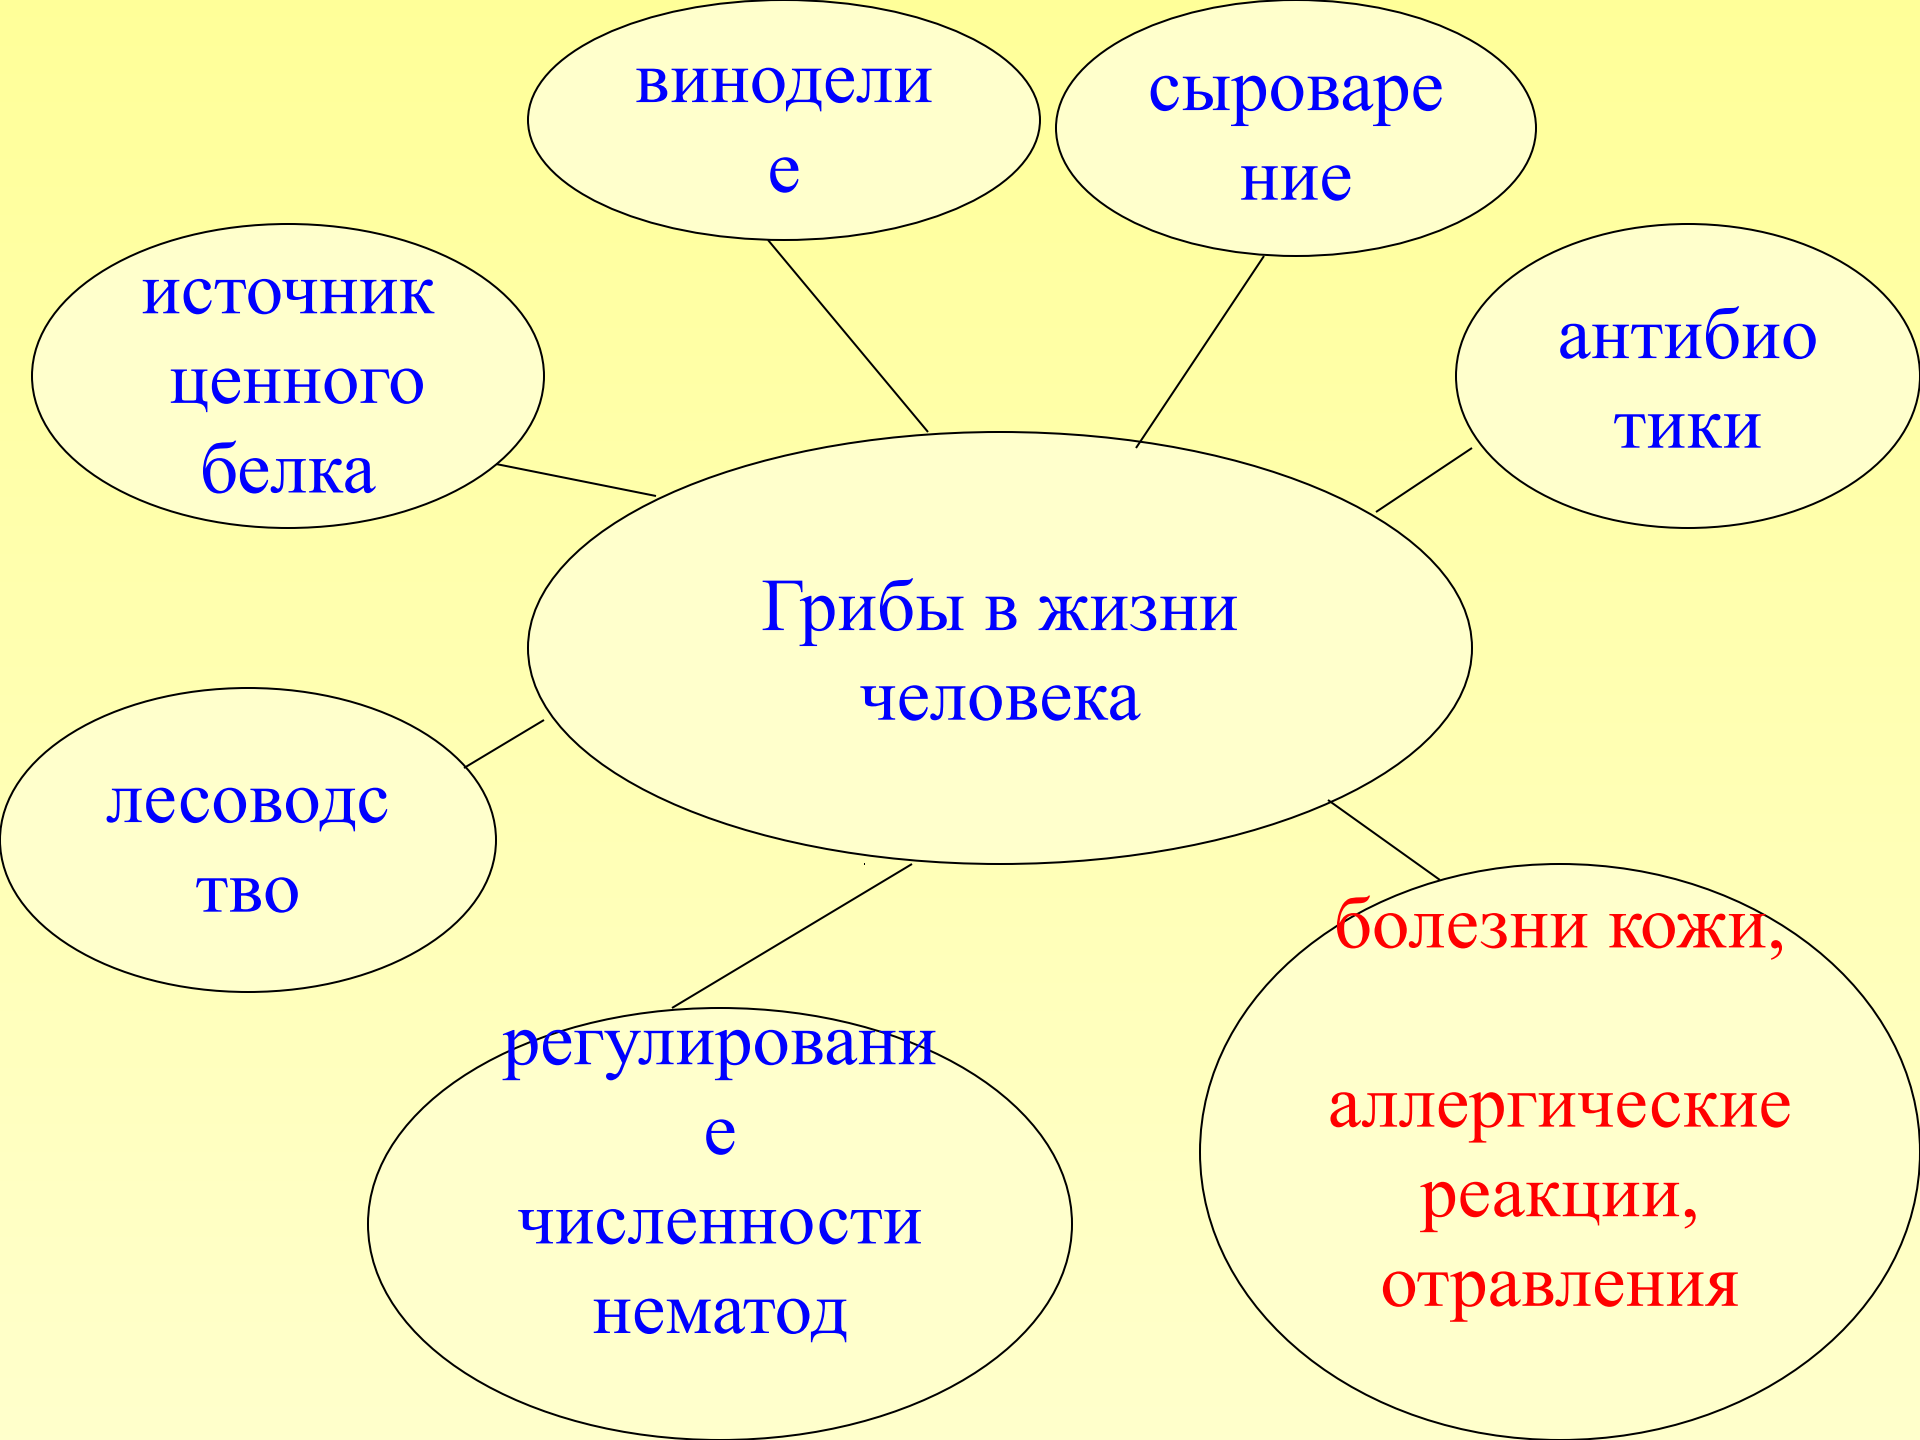 винодели
е
сыроваре
ние
источник
ценного
белка
антибио
тики
Грибы в жизни
человека
лесоводс
тво
болезни кожи,
аллергические
реакции,
отравления
регулировани
е
численности
нематод